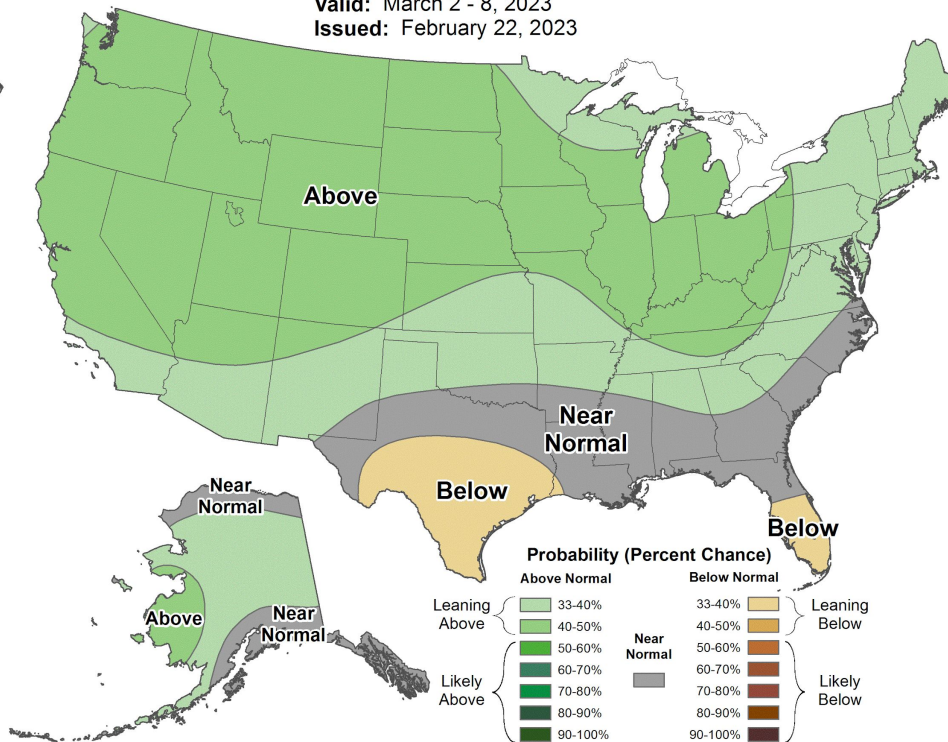 Valid: March 2 - 8, 2023
Issued: February 22, 2023
Above
Near
Normal
Below
Below
Near
Normal
Above
Near
Normal
Probability (Percent Chance)
Above Normal
Below Normal
Leaning
Above
33-40%
40-50%
Likely
Above
50-60%
60-70%
70-80%
80-90%
90-100%
Near
Normal
33-40%
40-50%
Leaning
Below
50-60%
60-70%
70-80%
80-90%
90-100%
Likely
Below